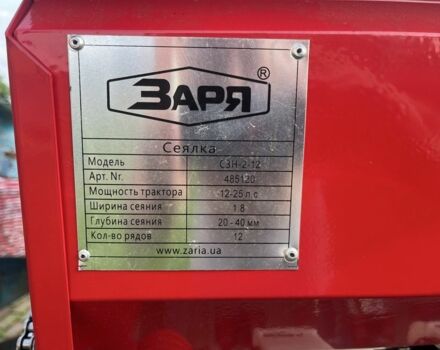 ЗАРЯ ®
Сеялка
Модель СЗН-2-12
Арт. Nr. 485120
Мощность трактора 12-25 л.с
Ширина сеяния 1.8
Глубина сеяния 20 - 40 мм
Кол-во рядов 12
www.zaria.ua